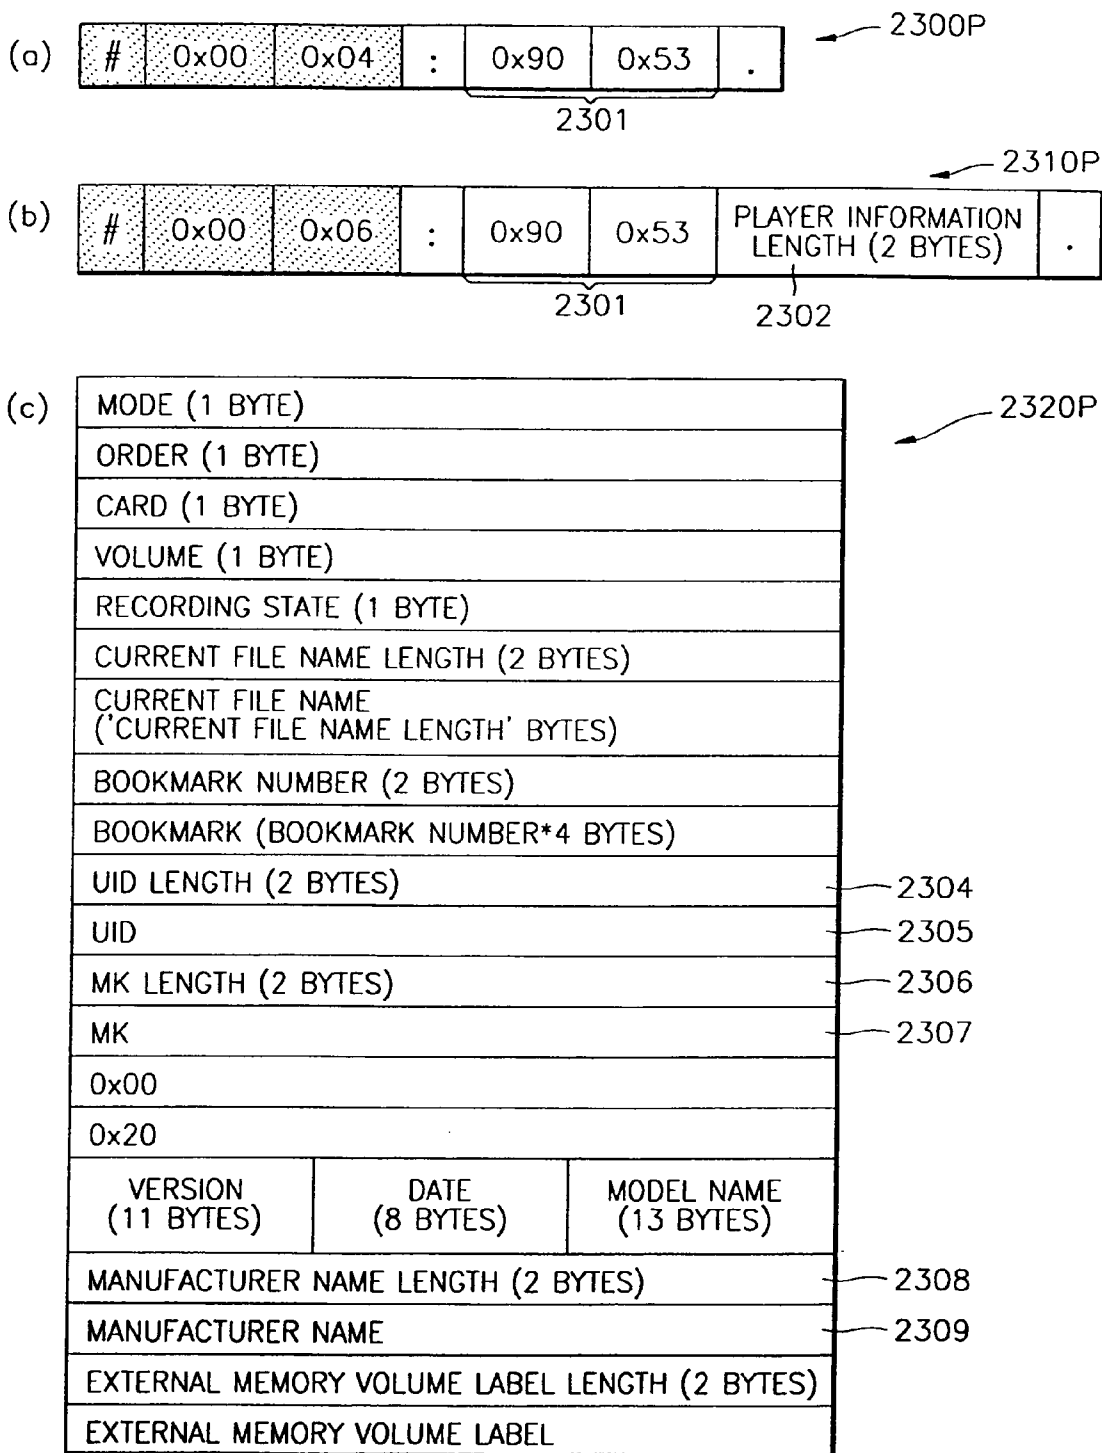 (a) # 0x00 0x04 : 0x90 0x53 . 2300P
2301
(b) # 0x00 0x06 : 0x90 0x53 PLAYER INFORMATION LENGTH (2 BYTES) . 2310P
2301 2302
(c) 2320P
MODE (1 BYTE)
ORDER (1 BYTE)
CARD (1 BYTE)
VOLUME (1 BYTE)
RECORDING STATE (1 BYTE)
CURRENT FILE NAME LENGTH (2 BYTES)
CURRENT FILE NAME
('CURRENT FILE NAME LENGTH' BYTES)
BOOKMARK NUMBER (2 BYTES)
BOOKMARK (BOOKMARK NUMBER*4 BYTES)
UID LENGTH (2 BYTES) 2304
UID 2305
MK LENGTH (2 BYTES) 2306
MK 2307
0x00
0x20
VERSION (11 BYTES) DATE (8 BYTES) MODEL NAME (13 BYTES)
MANUFACTURER NAME LENGTH (2 BYTES) 2308
MANUFACTURER NAME 2309
EXTERNAL MEMORY VOLUME LABEL LENGTH (2 BYTES)
EXTERNAL MEMORY VOLUME LABEL